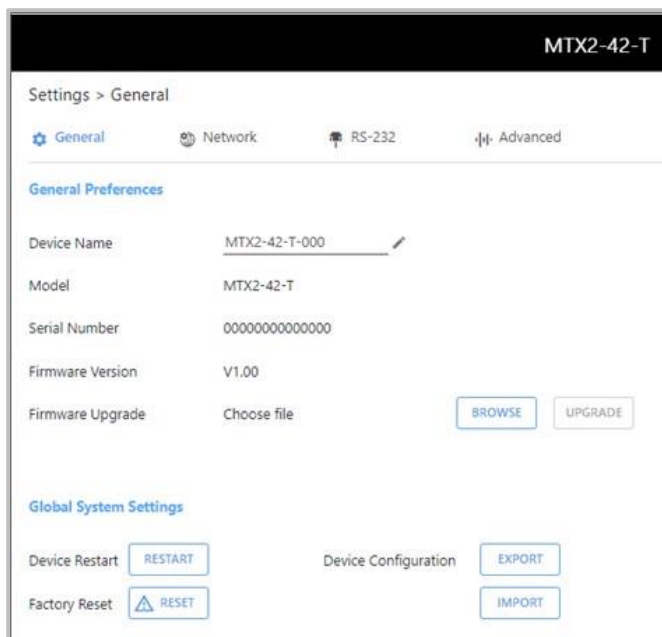 MTX2-42-T
Settings > General
General Network RS-232 Advanced
General Preferences
Device Name MTX2-42-T-000
Model MTX2-42-T
Serial Number 00000000000000
Firmware Version V1.00
Firmware Upgrade Choose file BROWSE UPGRADE
Global System Settings
Device Restart RESTART Device Configuration EXPORT
Factory Reset RESET IMPORT